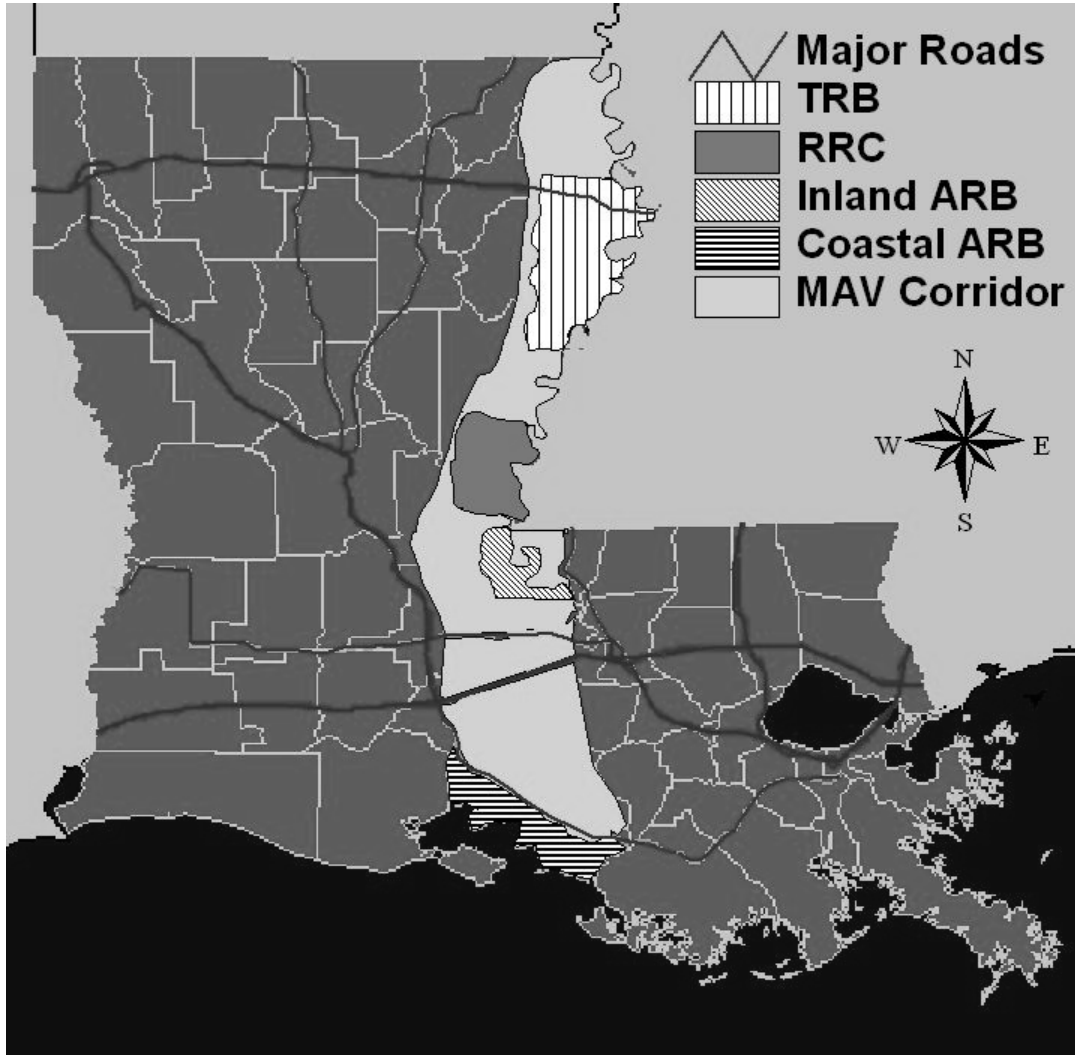 Major Roads
TRB
RRC
Inland ARB
Coastal ARB
MAV Corridor
N
W
E
S